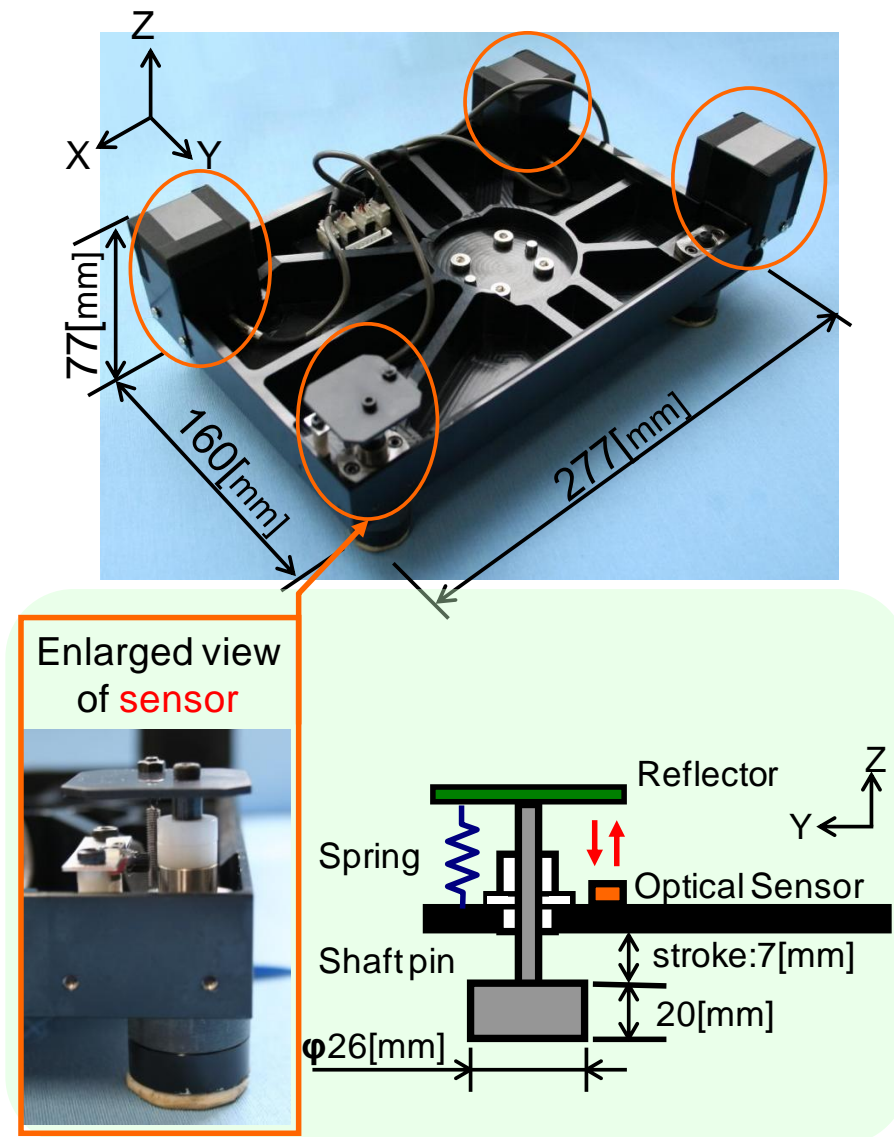 Z
X
Y
77[mm]
160[mm]
277[mm]
Enlarged view
of sensor
Reflector
Z
Y
Spring
Optical Sensor
Shaft pin
stroke:7[mm]
20[mm]
φ26[mm]